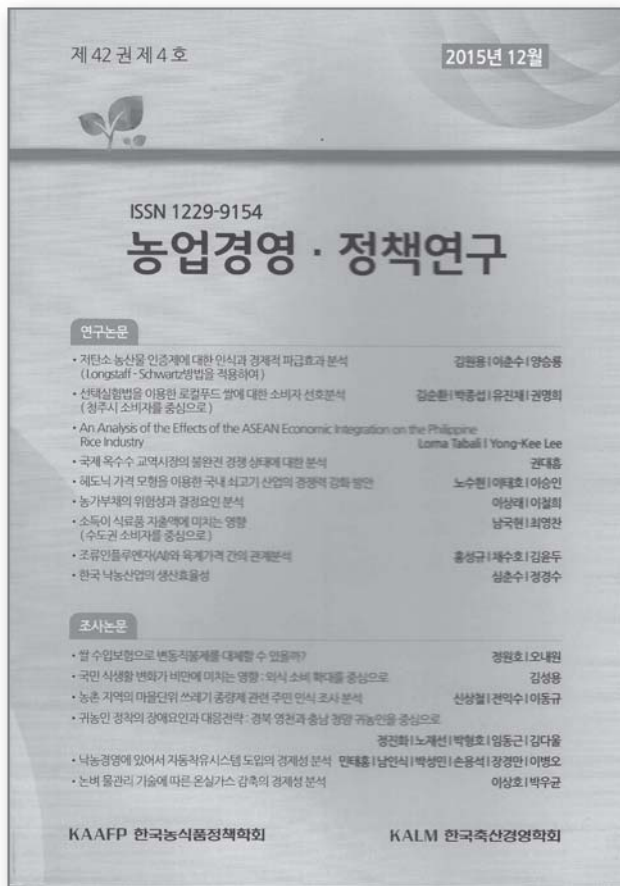 제 42 권 제 4 호
2015년 12월
ISSN 1229-9154
농업경영 · 정책연구
연구논문
• 저탄소 농산물 인증제에 대한 인식과 경제적 파급효과 분석 김원용 | 이춘수 | 양승룡
( Longstaff - Schwartz방법을 적용하여 )
• 선택실험법을 이용한 로컬푸드 쌀에 대한 소비자 선호분석 김순환 | 박종섭 | 유진채 | 권명희
( 청주시 소비자를 중심으로 )
• An Analysis of the Effects of the ASEAN Economic Integration on the Philippine
Rice Industry Lorna Tabali | Yong-Kee Lee
• 국제 옥수수 교역시장의 불완전 경쟁 상태에 대한 분석 권대흠
• 헤도닉 가격 모형을 이용한 국내 쇠고기 산업의 경쟁력 강화 방안 노수현 | 이태호 | 이승인
• 농가부채의 위험성과 결정요인 분석 이상래 | 이철희
• 소득이 식료품 지출액에 미치는 영향 남국현 | 최영찬
( 수도권 소비자를 중심으로 )
• 조류인플루엔자(AI)와 육계가격 간의 관계분석 홍성규 | 채수호 | 김윤두
• 한국 낙농산업의 생산효율성 심춘수 | 정경수
조사논문
• 쌀 수입보험으로 변동직불제를 대체할 수 있을까? 정원호 | 오내원
• 국민 식생활 변화가 비만에 미치는 영향 : 외식 소비 확대를 중심으로 김성용
• 농촌 지역의 마을단위 쓰레기 종량제 관련 주민 인식 조사 분석 신상철 | 전익수 | 이동규
• 귀농인 정착의 장애요인과 대응전략 : 경북 영천과 충남 청양 귀농인을 중심으로
정진화 | 노재선 | 박형호 | 임동근 | 김다울
• 낙농경영에 있어서 자동착유시스템 도입의 경제성 분석 민태홍 | 남인식 | 박성민 | 손용석 | 장경만 | 이병오
• 논벼 물관리 기술에 따른 온실가스 감축의 경제성 분석 이상호 | 박우균
KAAFP 한국농식품정책학회 KALM 한국축산경영학회